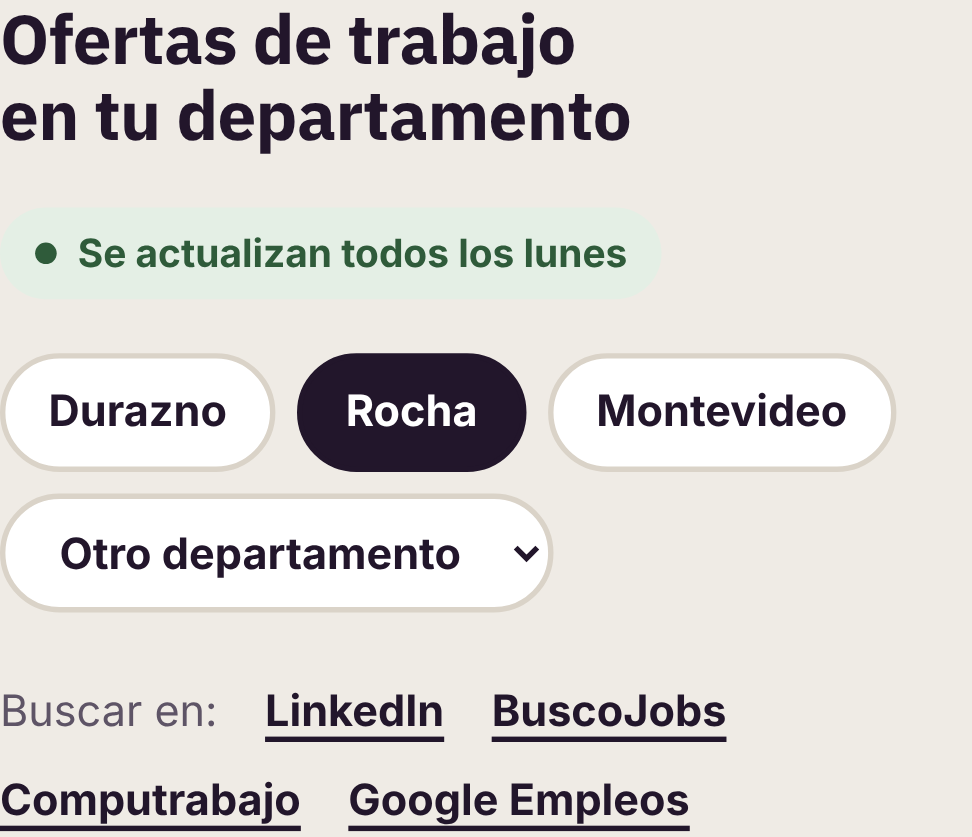 Ofertas de trabajo
en tu departamento
Se actualizan todos los lunes
Durazno Rocha Montevideo
Otro departamento
Buscar en: LinkedIn BuscoJobs
Computrabajo Google Empleos